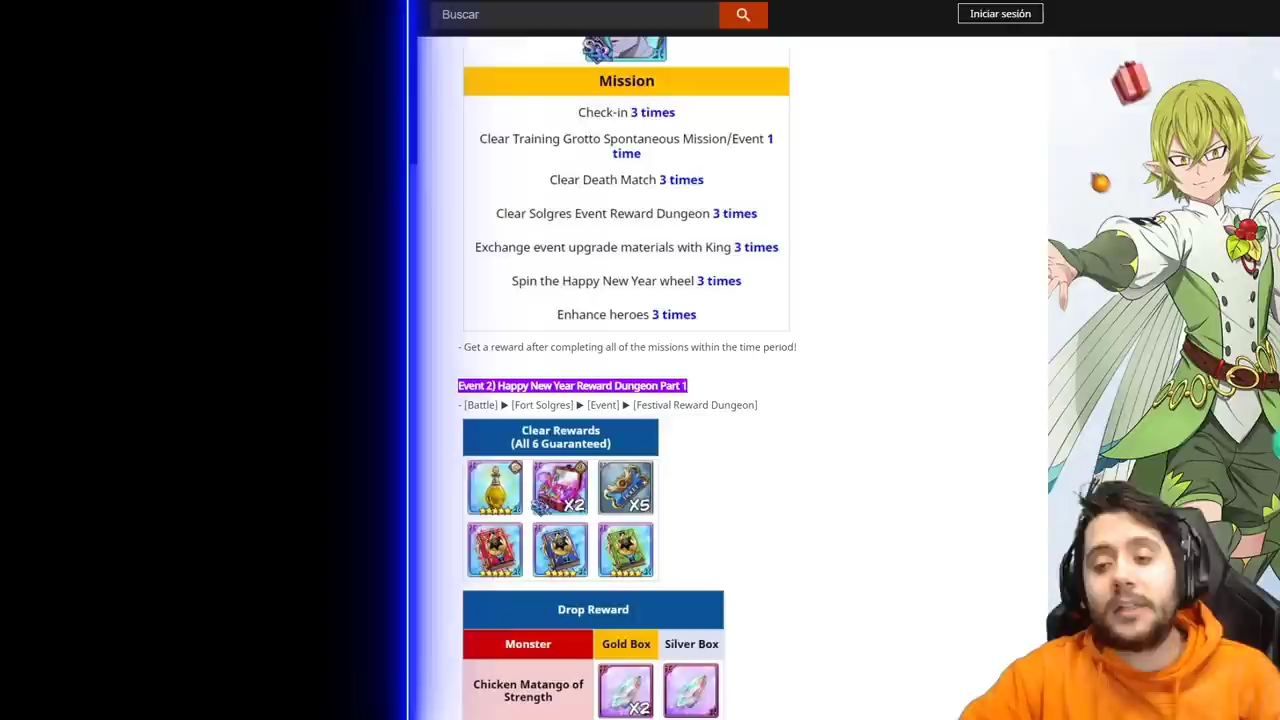 Buscar
Iniciar sesión
Mission
Check-in 3 times
Clear Training Grotto Spontaneous Mission/Event 1
time
Clear Death Match 3 times
Clear Solgres Event Reward Dungeon 3 times
Exchange event upgrade materials with King 3 times
Spin the Happy New Year wheel 3 times
Enhance heroes 3 times
- Get a reward after completing all of the missions within the time period!
Event 2) Happy New Year Reward Dungeon Part 1
- [Battle] ▶ [Fort Solgres] ▶ [Event] ▶ [Festival Reward Dungeon]
Clear Rewards
(All 6 Guaranteed)
X2
X5
Drop Reward
Monster
Gold Box
Silver Box
Chicken Matango of
Strength
X2